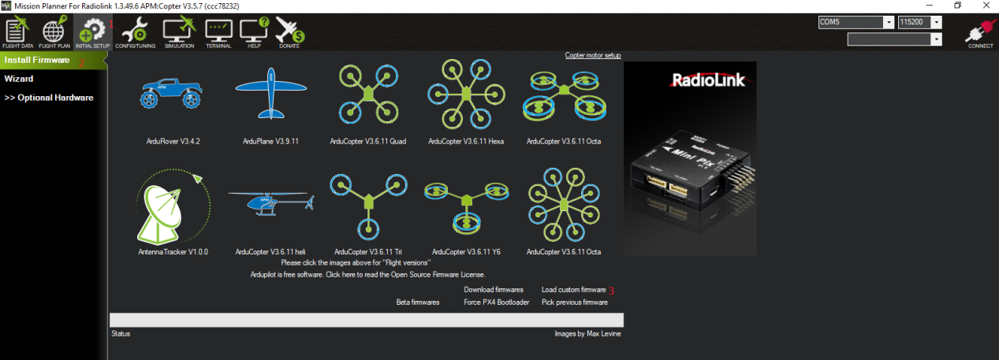 Mission Planner For Radiolink 1.3.49.6 APM:Copter V3.5.7 (ccc78232)
FLIGHT DATA FLIGHT PLAN INITIAL SETUP CONFIG/TUNING SIMULATION TERMINAL HELP DONATE
1
COM5 115200
CONNECT
Install Firmware 2
Wizard
>> Optional Hardware
Copter motor setup
RadioLink
ArduRover V3.4.2 ArduPlane V3.9.11 ArduCopter V3.6.11 Quad ArduCopter V3.6.11 Hexa ArduCopter V3.6.11 Octa
RadioLink
Mini Pix
AntennaTracker V1.0.0 ArduCopter V3.6.11 heli ArduCopter V3.6.11 Tri ArduCopter V3.6.11 Y6 ArduCopter V3.6.11 Octa
Please click the images above for "Flight versions"
Ardupilot is free software. Click here to read the Open Source Firmware License.
Download firmwares Load custom firmware 3
Beta firmwares Force PX4 Bootloader Pick previous firmware
Status Images by Max Levine